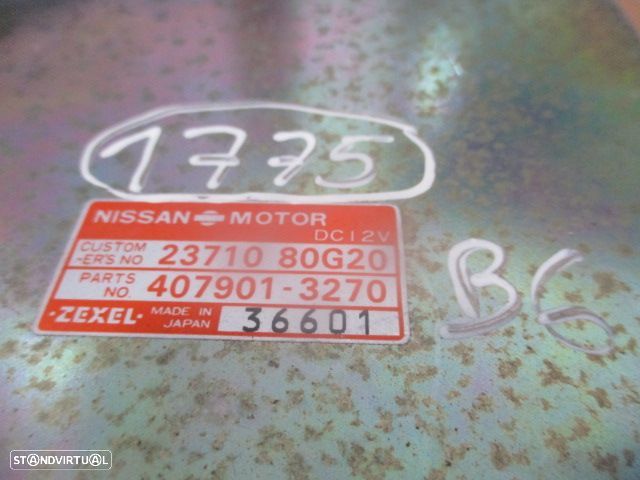 1775
NISSAN MOTOR
DC12V
CUSTOM
-ER'S NO 23710 80G20
PARTS
NO. 407901-3270
·ZEXEL· MADE IN
JAPAN 36601
B6
STANDVIRTUAL